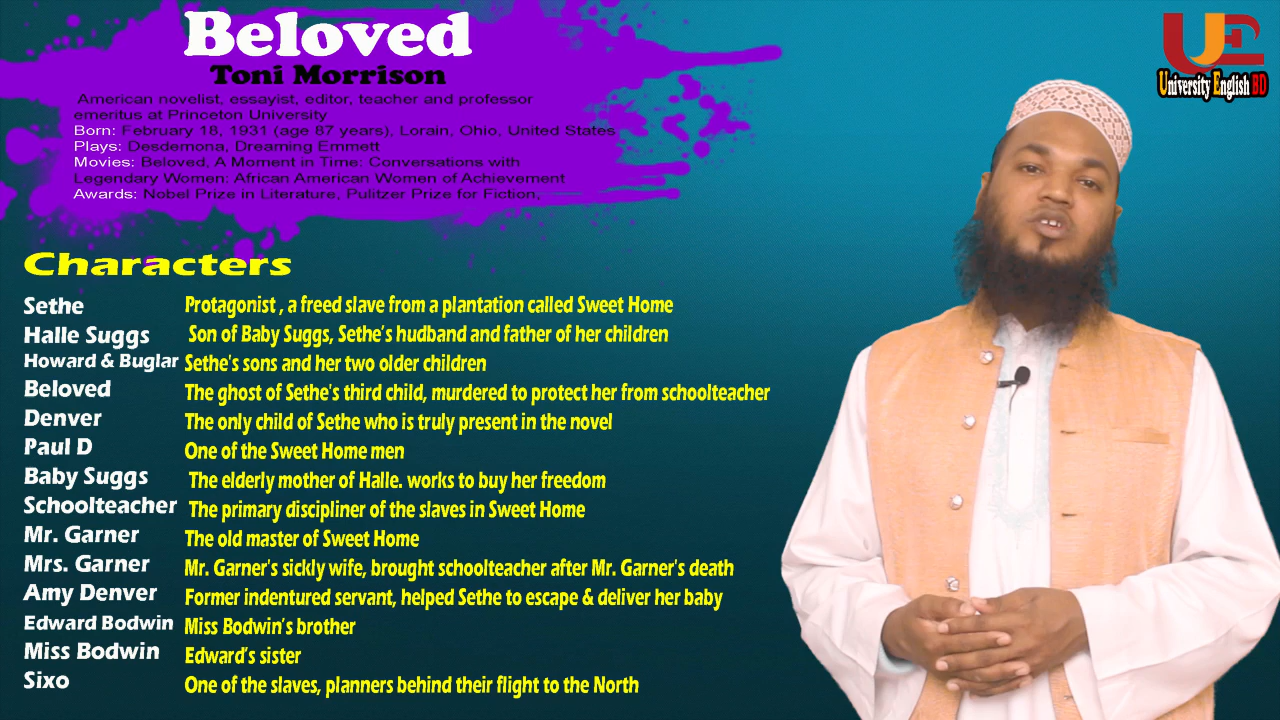 Beloved
Toni Morrison
American novelist, essayist, editor, teacher and professor
emeritus at Princeton University
Born: February 18, 1931 (age 87 years), Lorain, Ohio, United States
Plays: Desdemona, Dreaming Emmett
Movies: Beloved, A Moment in Time: Conversations with
Legendary Women: African American Women of Achievement
Awards: Nobel Prize in Literature, Pulitzer Prize for Fiction,
UE
University English BD
Characters
Sethe Protagonist , a freed slave from a plantation called Sweet Home
Halle Suggs Son of Baby Suggs, Sethe's hudband and father of her children
Howard & Buglar Sethe's sons and her two older children
Beloved The ghost of Sethe's third child, murdered to protect her from schoolteacher
Denver The only child of Sethe who is truly present in the novel
Paul D One of the Sweet Home men
Baby Suggs The elderly mother of Halle. works to buy her freedom
Schoolteacher The primary discipliner of the slaves in Sweet Home
Mr. Garner The old master of Sweet Home
Mrs. Garner Mr. Garner's sickly wife, brought schoolteacher after Mr. Garner's death
Amy Denver Former indentured servant, helped Sethe to escape & deliver her baby
Edward Bodwin Miss Bodwin's brother
Miss Bodwin Edward's sister
Sixo One of the slaves, planners behind their flight to the North